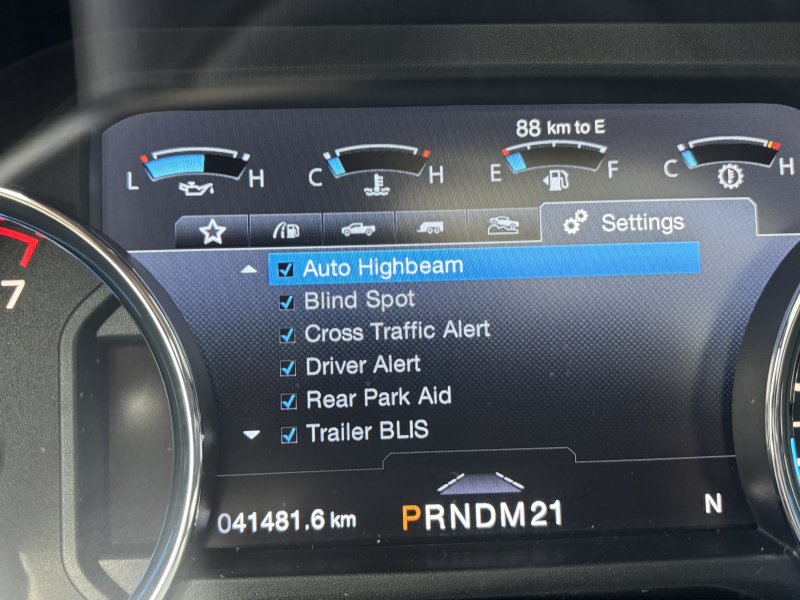 88 km to E
L H C H E F C H
Settings
7
Auto Highbeam
Blind Spot
Cross Traffic Alert
Driver Alert
Rear Park Aid
Trailer BLIS
041481.6 km PRNDM21 N